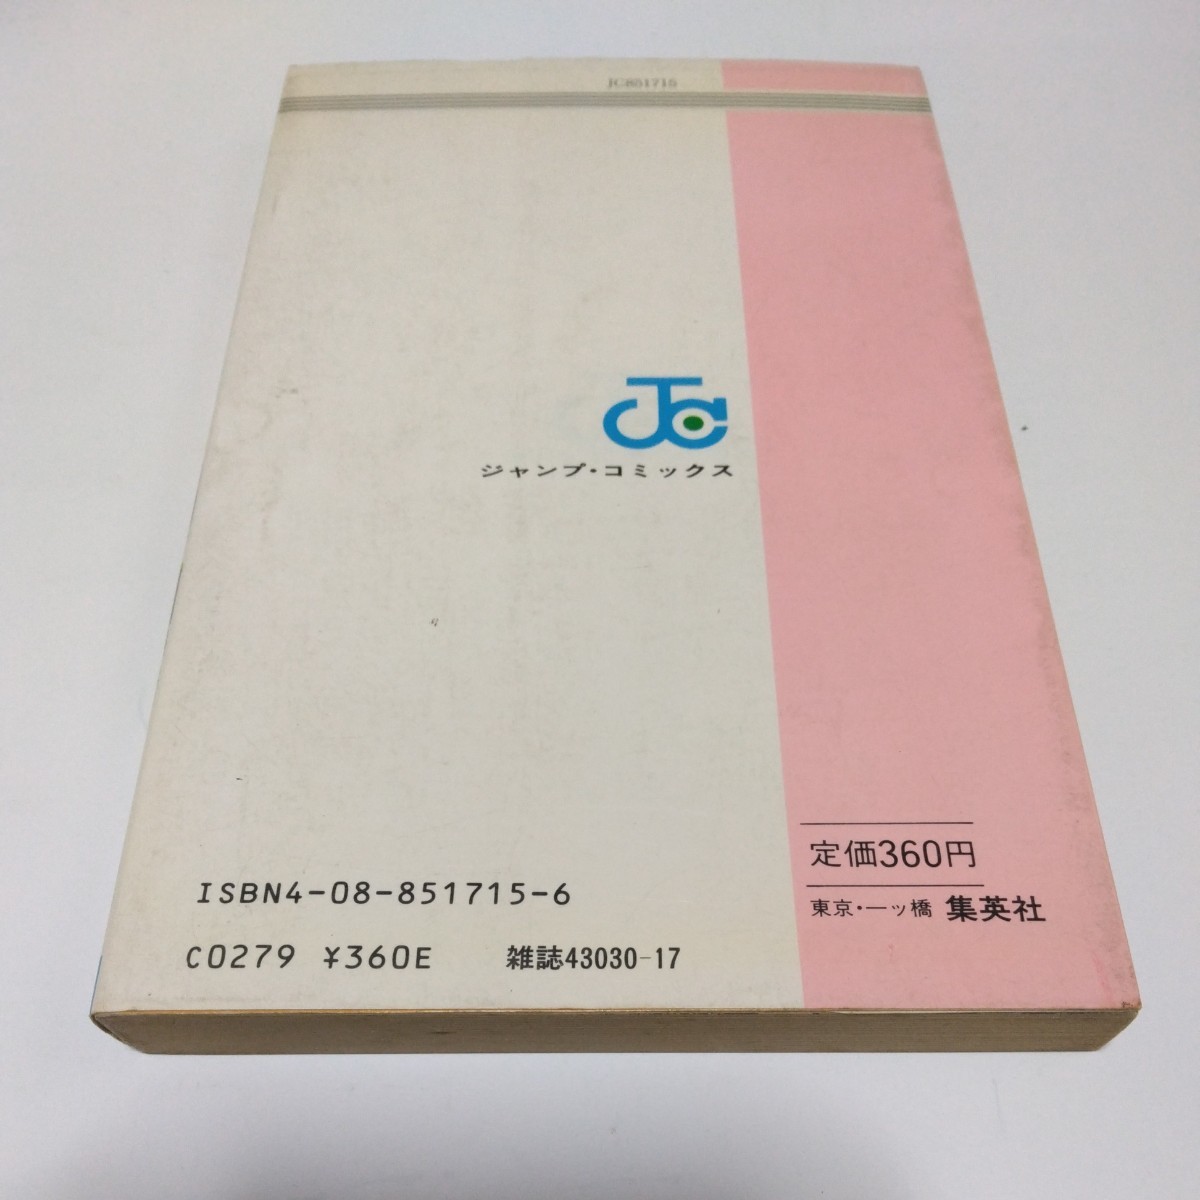 JC851715
JC
ジャンプ・コミックス
定価360円
東京・一ッ橋 集英社
ISBN4-08-851715-6
C0279 ¥360E 雑誌43030-17